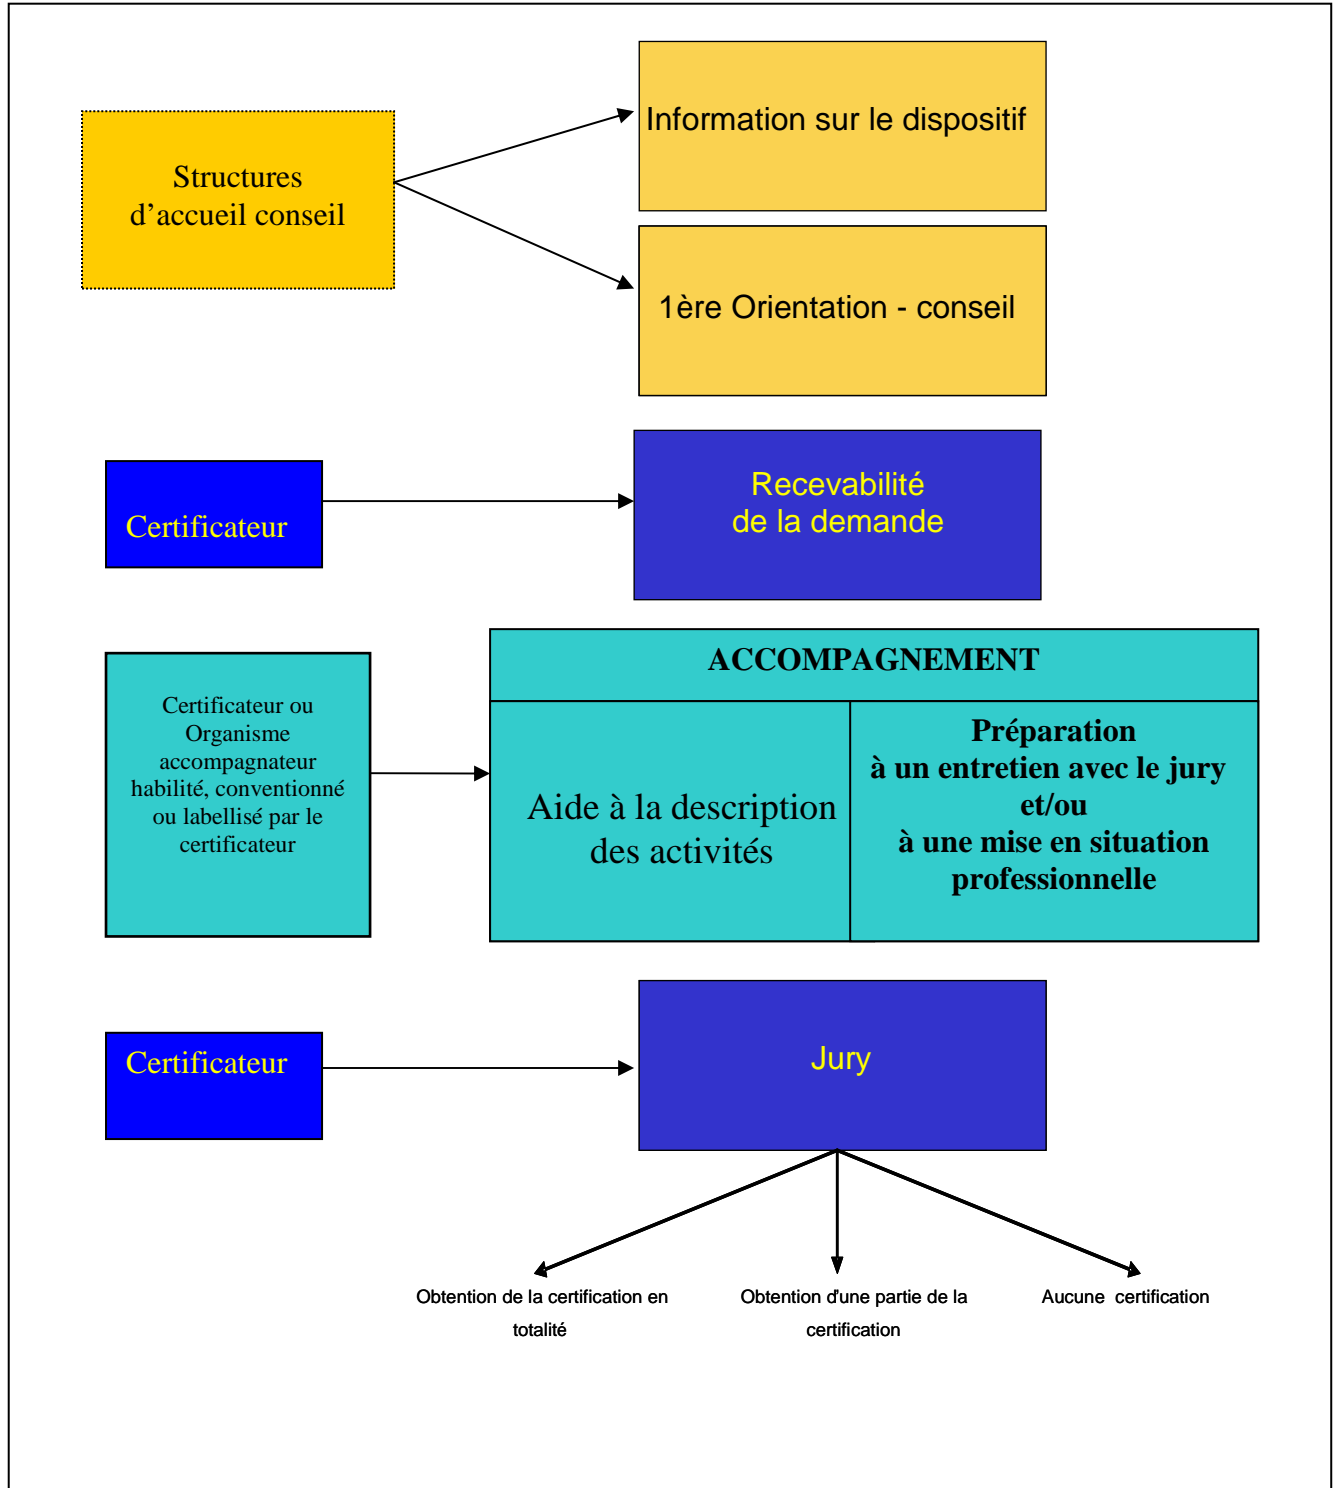 Structures
d’accueil conseil
Information sur le dispositif
1ère Orientation - conseil
Certificateur
Recevabilité
de la demande
Certificateur ou
Organisme
accompagnateur
habilité, conventionné
ou labellisé par le
certificateur
ACCOMPAGNEMENT
Aide à la description
des activités
Préparation
à un entretien avec le jury
et/ou
à une mise en situation
professionnelle
Certificateur
Jury
Obtention de la certification en
totalité
Obtention d'une partie de la
certification
Aucune certification